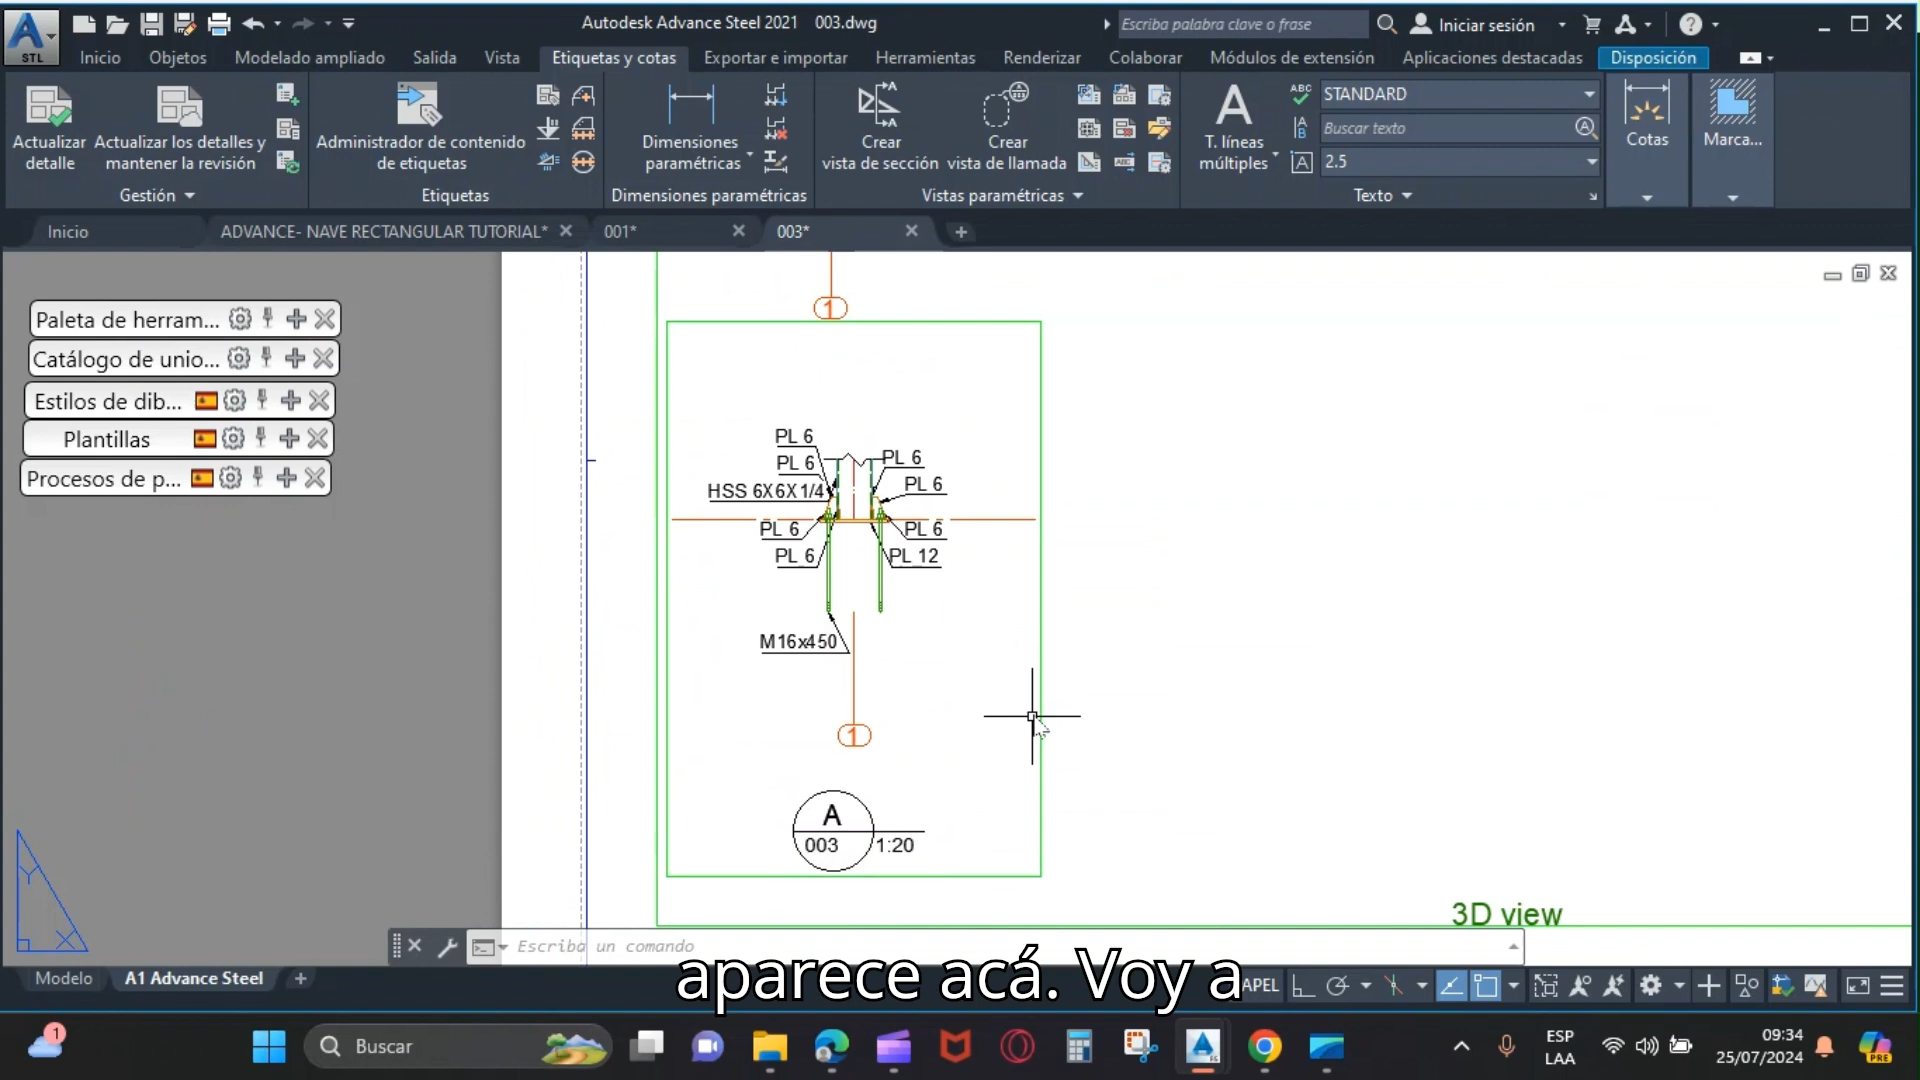 Autodesk Advance Steel 2021 003.dwg
Escriba palabra clave o frase
Iniciar sesión
STL
Inicio Objetos Modelado ampliado Salida Vista Etiquetas y cotas Exportar e importar Herramientas Renderizar Colaborar Módulos de extensión Aplicaciones destacadas Disposición
Actualizar
detalle
Actualizar los detalles y
mantener la revisión
Administrador de contenido
de etiquetas
Dimensiones
paramétricas
Crear
vista de sección
Crear
vista de llamada
T. líneas
múltiples
STANDARD
Buscar texto
2.5
Cotas
Marca...
Gestión
Etiquetas
Dimensiones paramétricas
Vistas paramétricas
Texto
Inicio
ADVANCE- NAVE RECTANGULAR TUTORIAL*
001*
003*
Paleta de herram...
Catálogo de unio...
Estilos de dib...
Plantillas
Procesos de p...
1
PL 6
PL 6
HSS 6X6X1/4
PL 6
PL 6
PL 6
PL 6
PL 6
PL 12
M16x450
1
A
003
1:20
3D view
Y
X
Escriba un comando
aparece acá. Voy a
Modelo
A1 Advance Steel
APEL
1
Buscar
ESP
LAA
09:34
25/07/2024
PRE